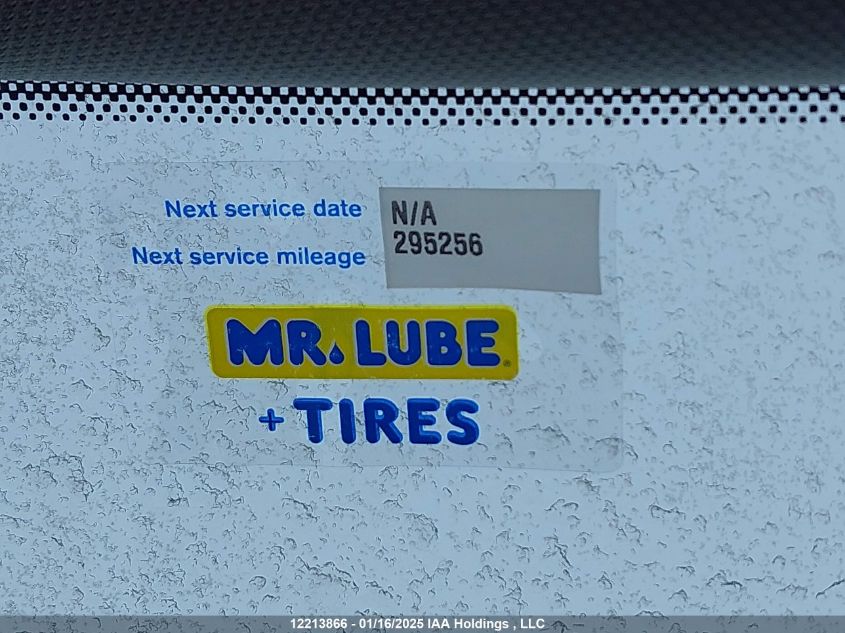 Next service date N/A
Next service mileage 295256
MR. LUBE®
+ TIRES
12213866 - 01/16/2025 IAA Holdings , LLC